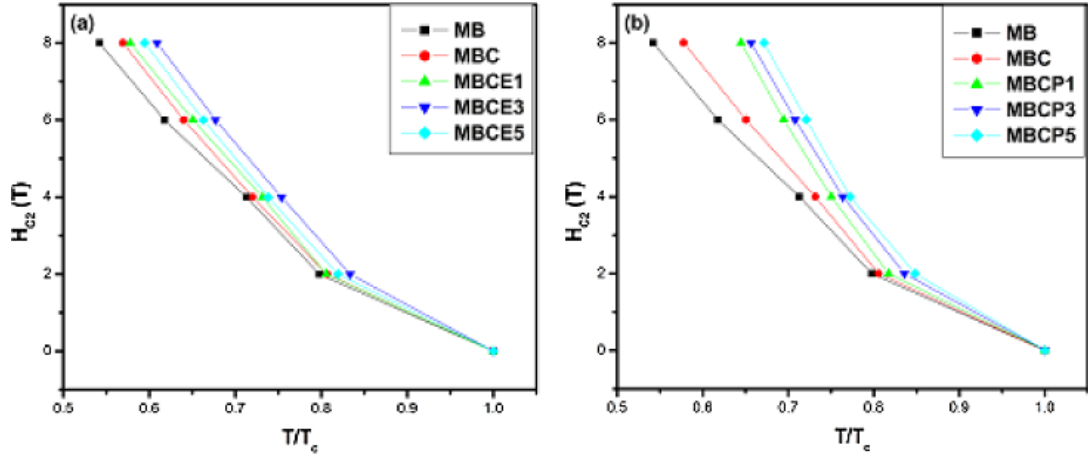 (a)
MB
MBC
MBCE1
MBCE3
MBCE5
H_C2 (T)
8
6
4
2
0
0.5 0.6 0.7 0.8 0.9 1.0
T/T_c
(b)
MB
MBC
MBCP1
MBCP3
MBCP5
H_C2 (T)
8
6
4
2
0
0.5 0.6 0.7 0.8 0.9 1.0
T/T_c